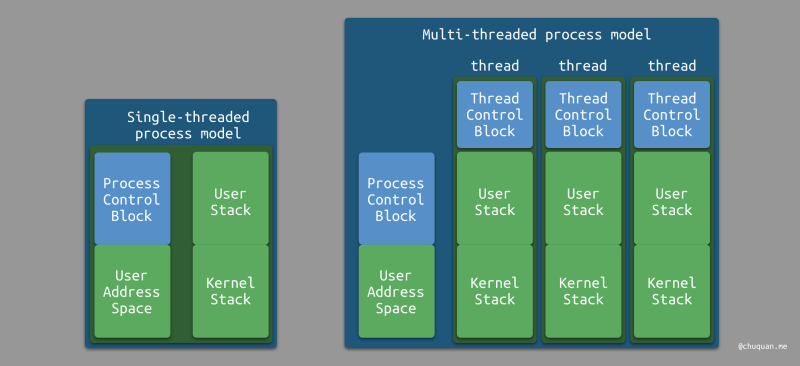 Single-threaded
process model
Process
Control
Block
User
Stack
User
Address
Space
Kernel
Stack
Multi-threaded process model
thread
thread
thread
Thread
Control
Block
Thread
Control
Block
Thread
Control
Block
Process
Control
Block
User
Stack
User
Stack
User
Stack
User
Address
Space
Kernel
Stack
Kernel
Stack
Kernel
Stack
@chuquan.me